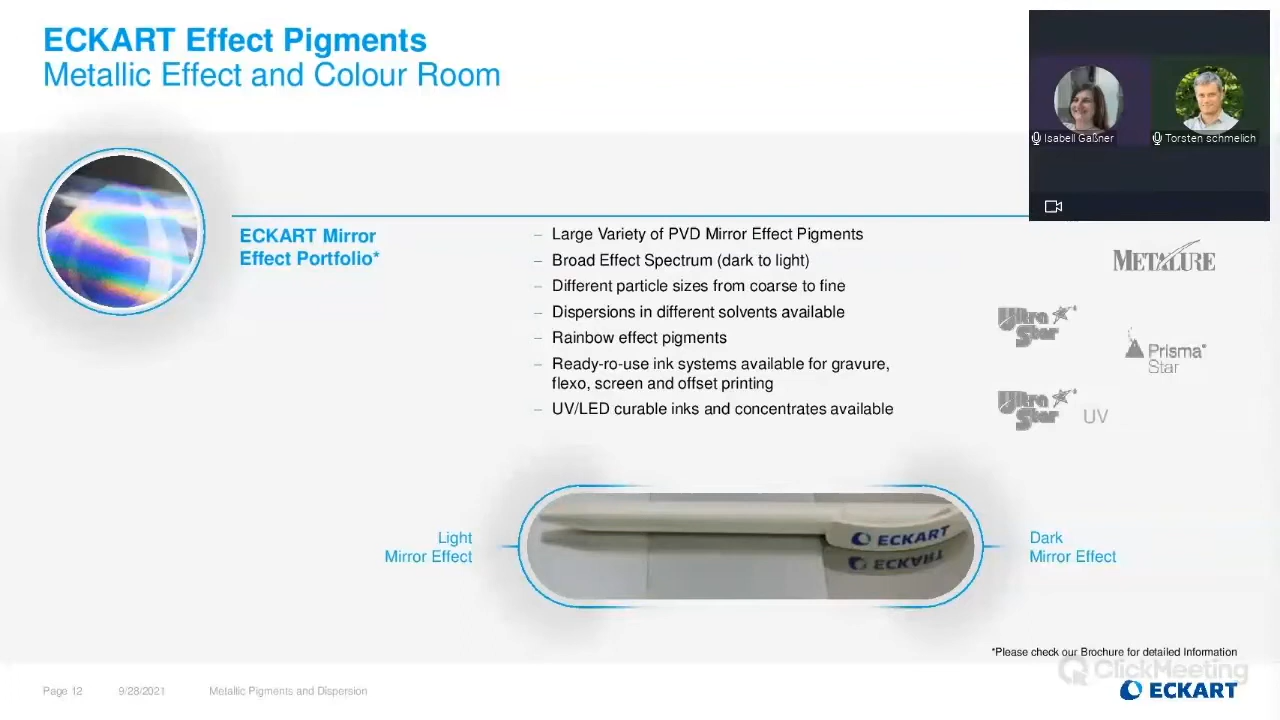 ECKART Effect Pigments
Metallic Effect and Colour Room
Isabell Gaßner
Torsten schmelich
ECKART Mirror
Effect Portfolio*
– Large Variety of PVD Mirror Effect Pigments
– Broad Effect Spectrum (dark to light)
– Different particle sizes from coarse to fine
– Dispersions in different solvents available
– Rainbow effect pigments
– Ready-ro-use ink systems available for gravure,
flexo, screen and offset printing
– UV/LED curable inks and concentrates available
METALURE
Ultra Star®
Prisma®
Star
Ultra Star® UV
Light
Mirror Effect
ECKART
ECKART
Dark
Mirror Effect
*Please check our Brochure for detailed Information
ClickMeeting
Page 12
9/28/2021
Metallic Pigments and Dispersion
ECKART